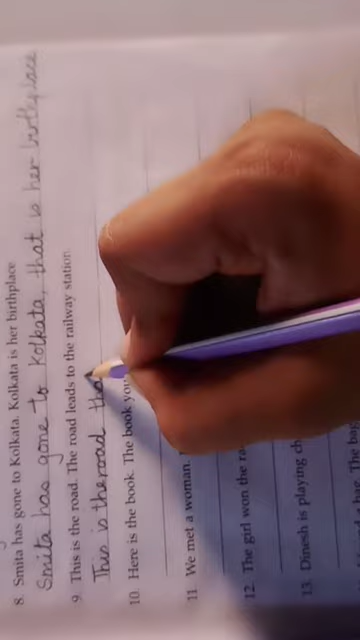 8. Smita has gone to Kolkata. Kolkata is her birthplace
Smita has gone to Kolkata, that is her birthplace
9. This is the road. The road leads to the railway station.
This is the road tha
10. Here is the book. The book you
11. We met a woman.
12. The girl won the ra
13. Dinesh is playing ch